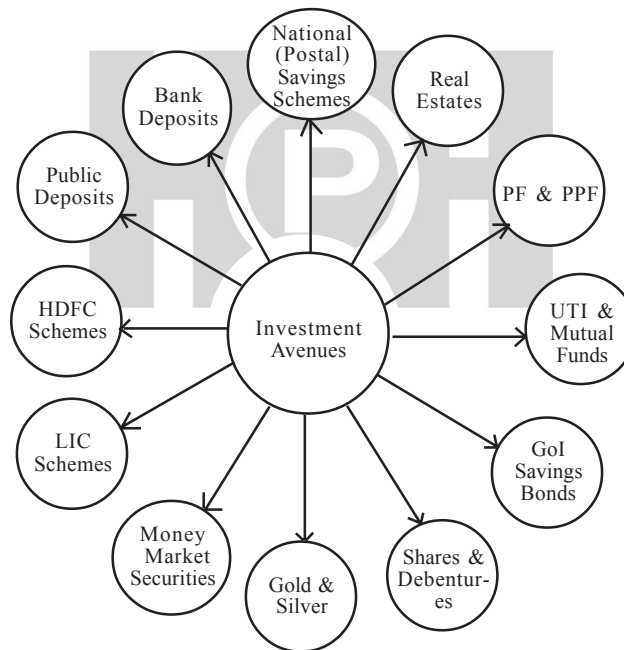 National
(Postal)
Savings
Schemes
Real
Estates
Bank
Deposits
Public
Deposits
PF & PPF
HDFC
Schemes
Investment
Avenues
UTI &
Mutual
Funds
LIC
Schemes
GoI
Savings
Bonds
Money
Market
Securities
Gold &
Silver
Shares &
Debentur-
es
P